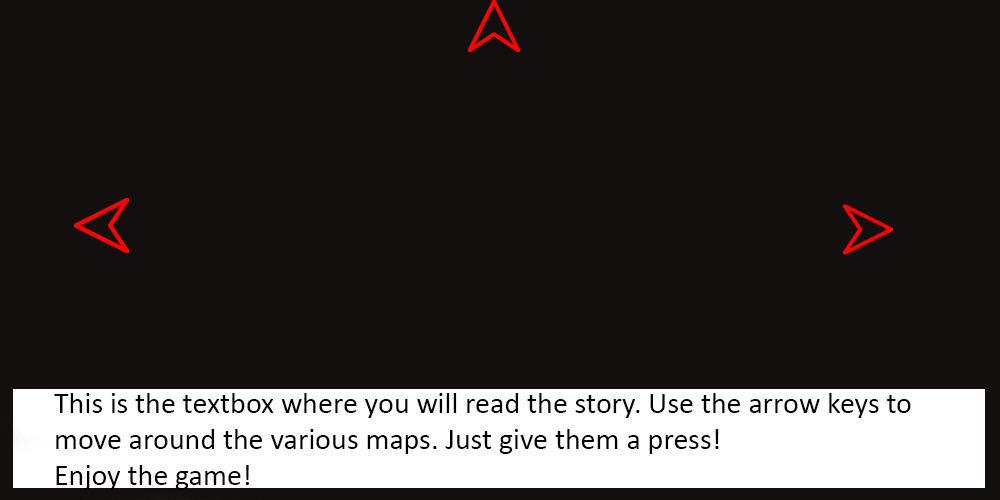 This is the textbox where you will read the story. Use the arrow keys to
move around the various maps. Just give them a press!
Enjoy the game!